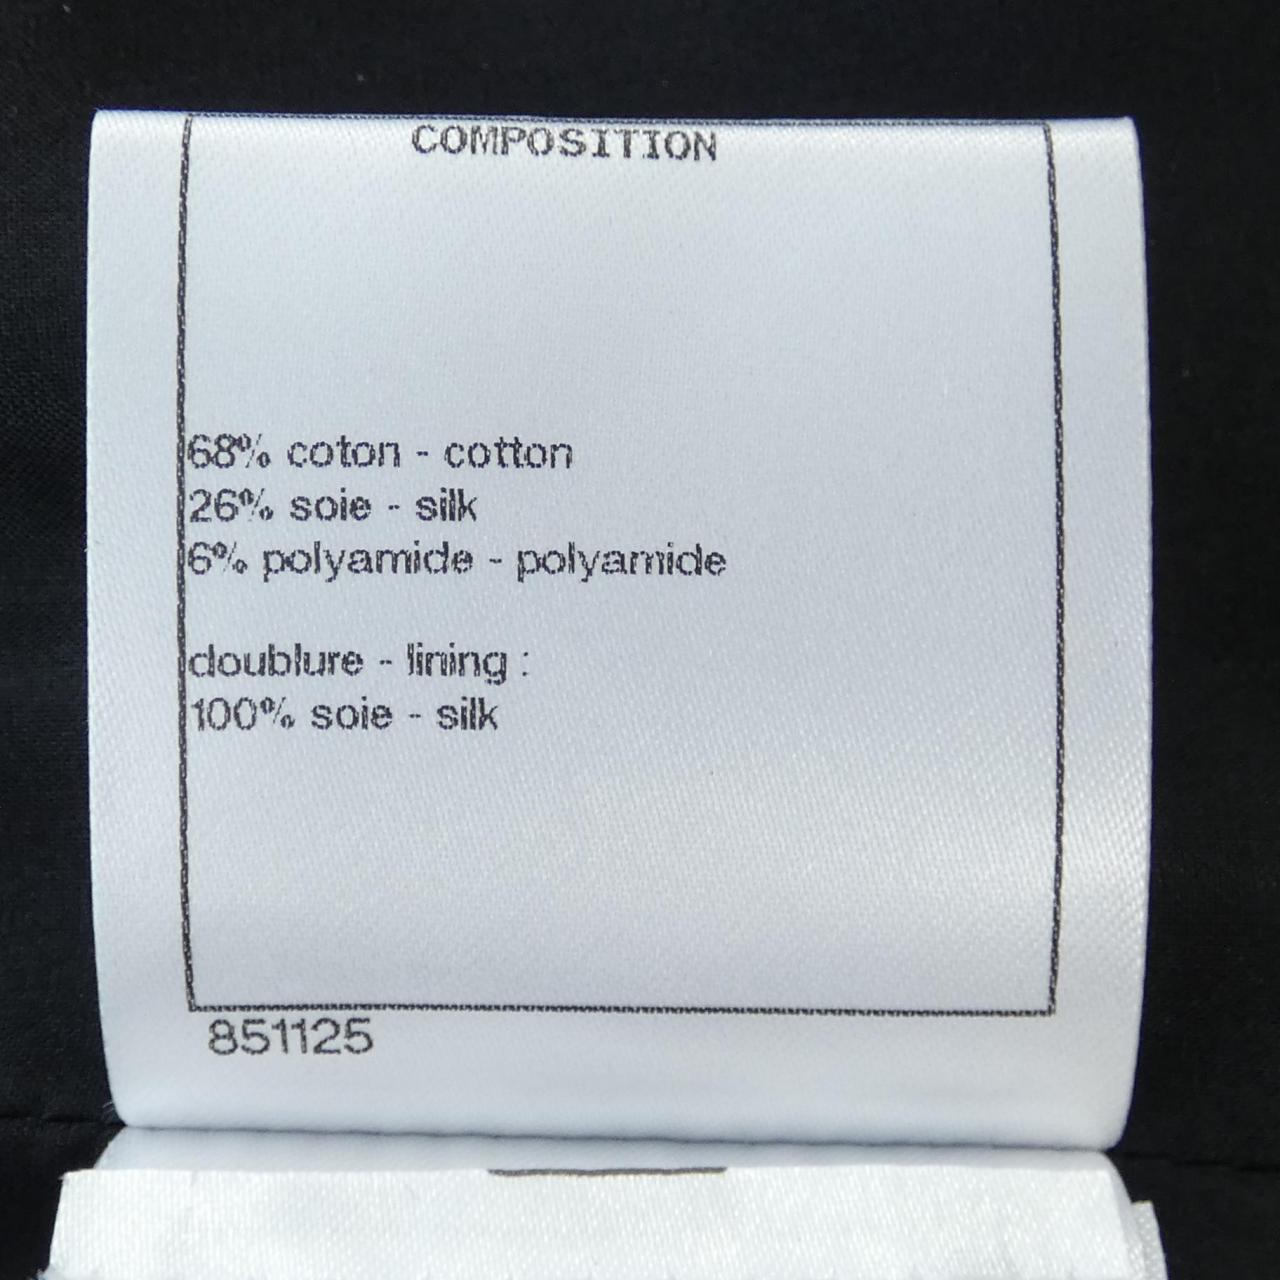 COMPOSITION
68% coton - cotton
26% soie - silk
6% polyamide - polyamide
doublure - lining :
100% soie - silk
851125